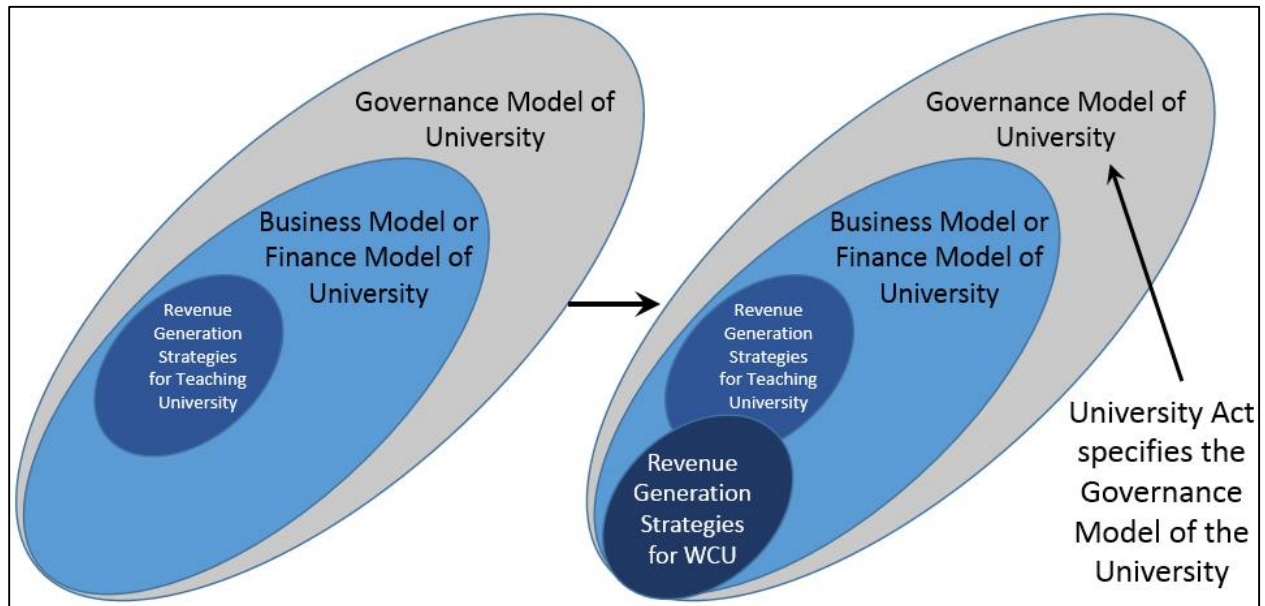 Governance Model of
University
Business Model or
Finance Model of
University
Revenue
Generation
Strategies
for Teaching
University
Governance Model of
University
Business Model or
Finance Model of
University
Revenue
Generation
Strategies
for Teaching
University
Revenue
Generation
Strategies
for WCU
University Act
specifies the
Governance
Model of the
University